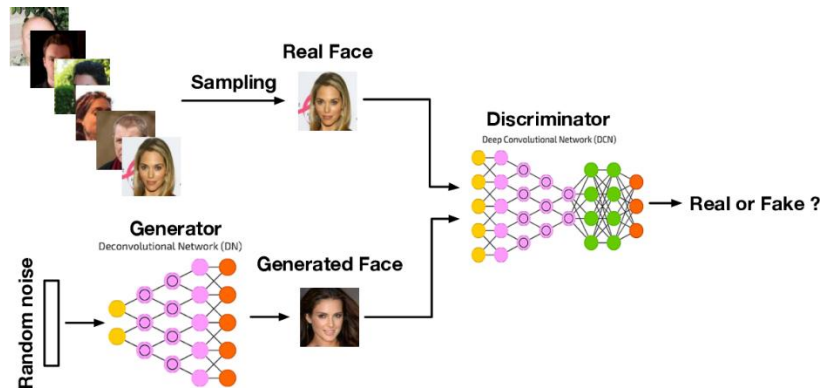 Real Face
Sampling
Discriminator
Deep Convolutional Network (DCN)
Real or Fake ?
Generator
Deconvolutional Network (DN)
Generated Face
Random noise